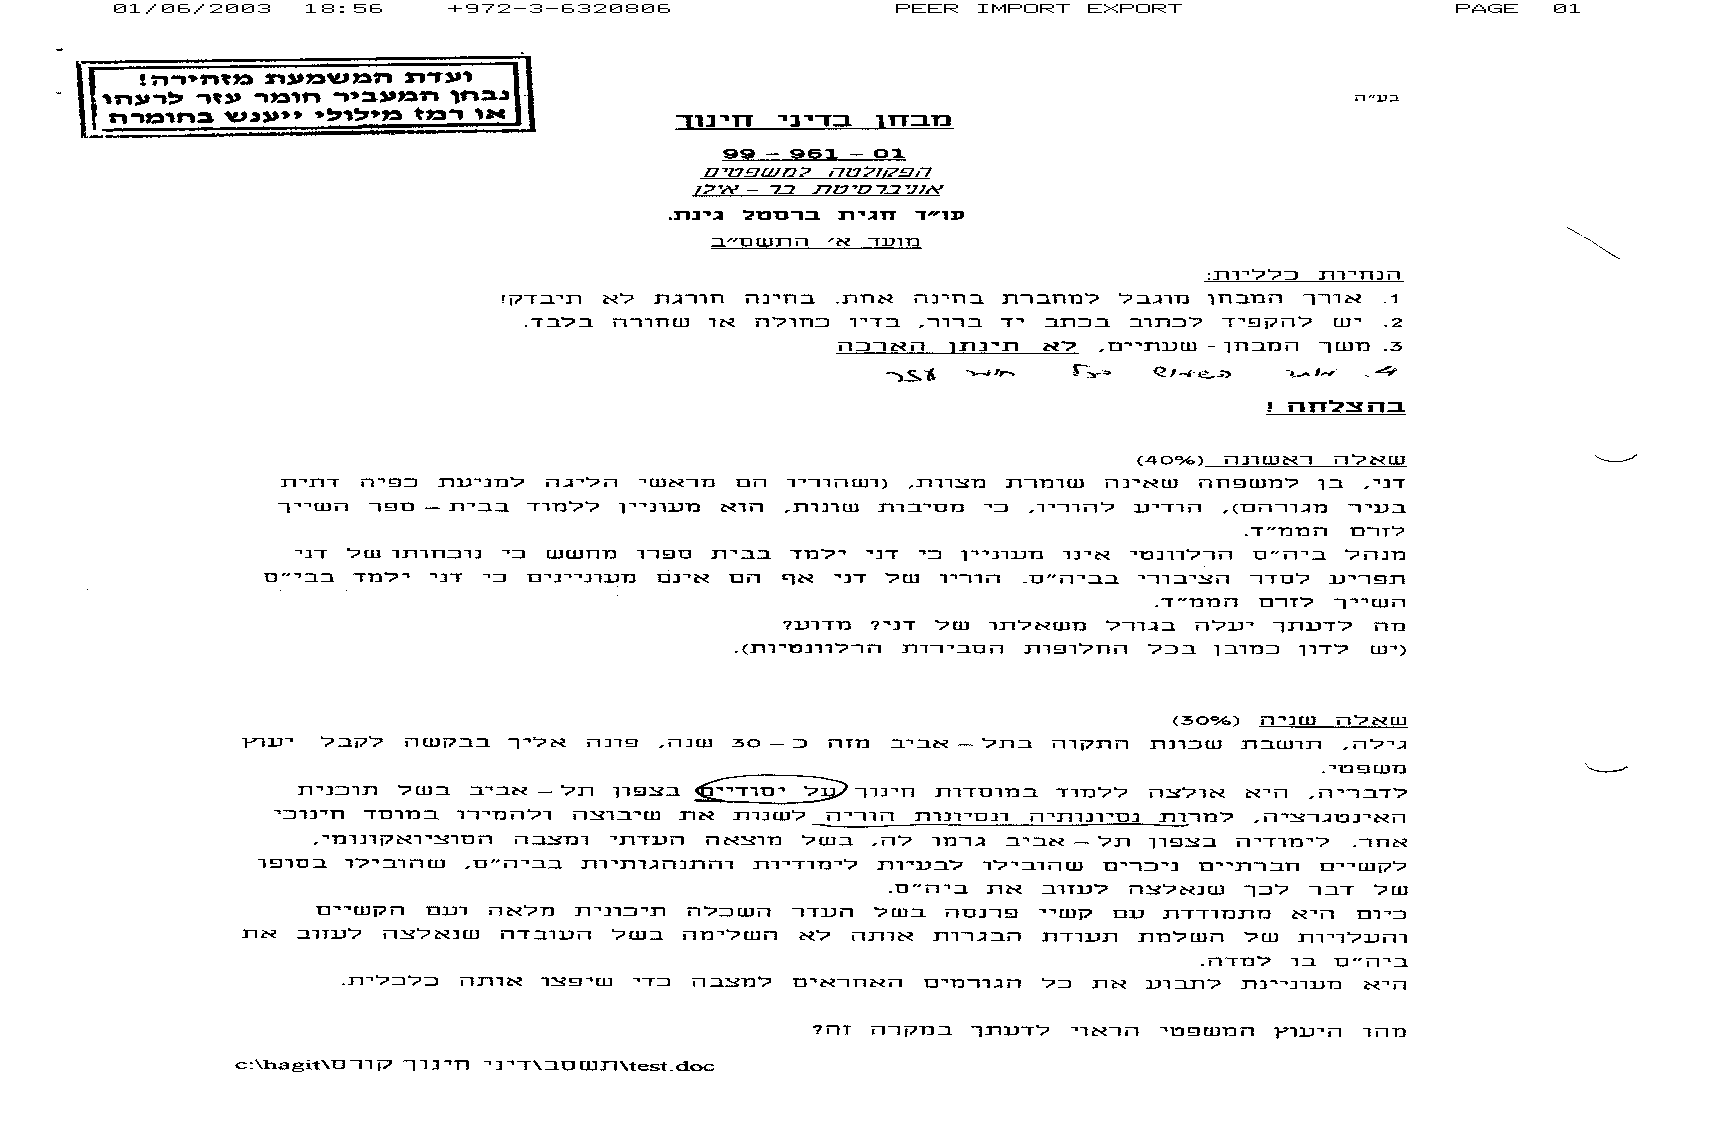 01/06/2003 18:56 +972-3-6320806 PEER IMPORT EXPORT PAGE 01
ועדת המשמעת מזהירה!
נבחן המעביר חומר עזר לרעהו
או רמז מילולי ייענש בחומרה
בע״ה
מבחן בדיני חינוך
99 - 961 - 01
הפקולטה למשפטים
אוניברסיטת בר - אילן
עו״ד חגית ברסטל גינת.
מועד א׳ התשס״ב
הנחיות כלליות:
1. אורך המבחן מוגבל למחברת בחינה אחת. בחינה חורגת לא תיבדק!
2. יש להקפיד לכתוב בכתב יד ברור, בדיו כחולה או שחורה בלבד.
3. משך המבחן - שעתיים, לא תינתן הארכה
4. מותר השימוש בכל חומר עזר
בהצלחה !
שאלה ראשונה (40%)
דני, בן למשפחה שאינה שומרת מצוות, (ושהוריו הם מראשי הליגה למניעת כפיה דתית
בעיר מגורהם), הודיע להוריו, כי מסיבות שונות, הוא מעוניין ללמוד בבית - ספר השייך
לזרם הממ״ד.
מנהל ביה״ס הרלוונטי אינו מעוניין כי דני ילמד בבית ספרו מחשש כי נוכחותו של דני
תפריע לסדר הציבורי בביה״ס. הוריו של דני אף הם אינם מעוניינים כי דני ילמד בבי״ס
השייך לזרם הממ״ד.
מה לדעתך יעלה בגורל משאלתו של דני? מדוע?
(יש לדון כמובן בכל החלופות הסבירות הרלוונטיות).
שאלה שניה (30%)
גילה, תושבת שכונת התקוה בתל - אביב מזה כ - 30 שנה, פונה אליך בבקשה לקבל יעוץ
משפטי.
לדבריה, היא אולצה ללמוד במוסדות חינוך על יסודיים בצפון תל - אביב בשל תוכנית
האינטגרציה, למרות נסיונותיה ונסיונות הוריה לשנות את שיבוצה ולהמירו במוסד חינוכי
אחר. לימודיה בצפון תל - אביב גרמו לה, בשל מוצאה העדתי ומצבה הסוציואקונומי,
לקשיים חברתיים ניכרים שהובילו לבעיות לימודיות והתנהגותיות בביה״ס, שהובילו בסופו
של דבר לכך שנאלצה לעזוב את ביה״ס.
כיום היא מתמודדת עם קשיי פרנסה בשל העדר השכלה תיכונית מלאה ועם הקשיים
והעלויות של השלמת תעודת הבגרות אותה לא השלימה בשל העובדה שנאלצה לעזוב את
ביה״ס בו למדה.
היא מעוניינת לתבוע את כל הגורמים האחראים למצבה כדי שיפצו אותה כלכלית.
מהו היעוץ המשפטי הראוי לדעתך במקרה זה?
c:\hagit\תשסב\דיני חינוך קורס\test.doc